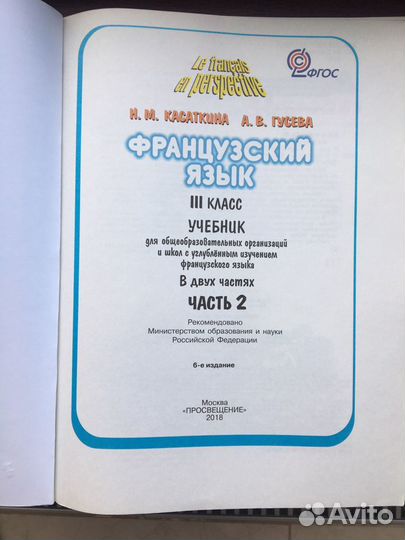 Le français
en perspective
ФГОС
Н. М. КАСАТКИНА А. В. ГУСЕВА
ФРАНЦУЗСКИЙ
ЯЗЫК
III КЛАСС
УЧЕБНИК
для общеобразовательных организаций
и школ с углублённым изучением
французского языка
В двух частях
ЧАСТЬ 2
Рекомендовано
Министерством образования и науки
Российской Федерации
6-е издание
Москва
«ПРОСВЕЩЕНИЕ»
2018
Avito